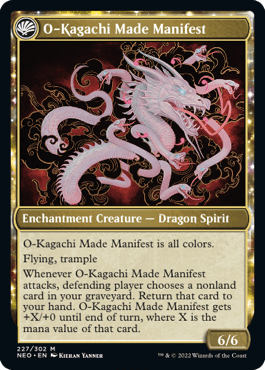 O-Kagachi Made Manifest
Enchantment Creature — Dragon Spirit
O-Kagachi Made Manifest is all colors.
Flying, trample
Whenever O-Kagachi Made Manifest
attacks, defending player chooses a nonland
card in your graveyard. Return that card to
your hand. O-Kagachi Made Manifest gets
+X/+0 until end of turn, where X is the
mana value of that card.
6/6
227/302 M
NEO • EN KIERAN YANNER
™ & © 2022 Wizards of the Coast